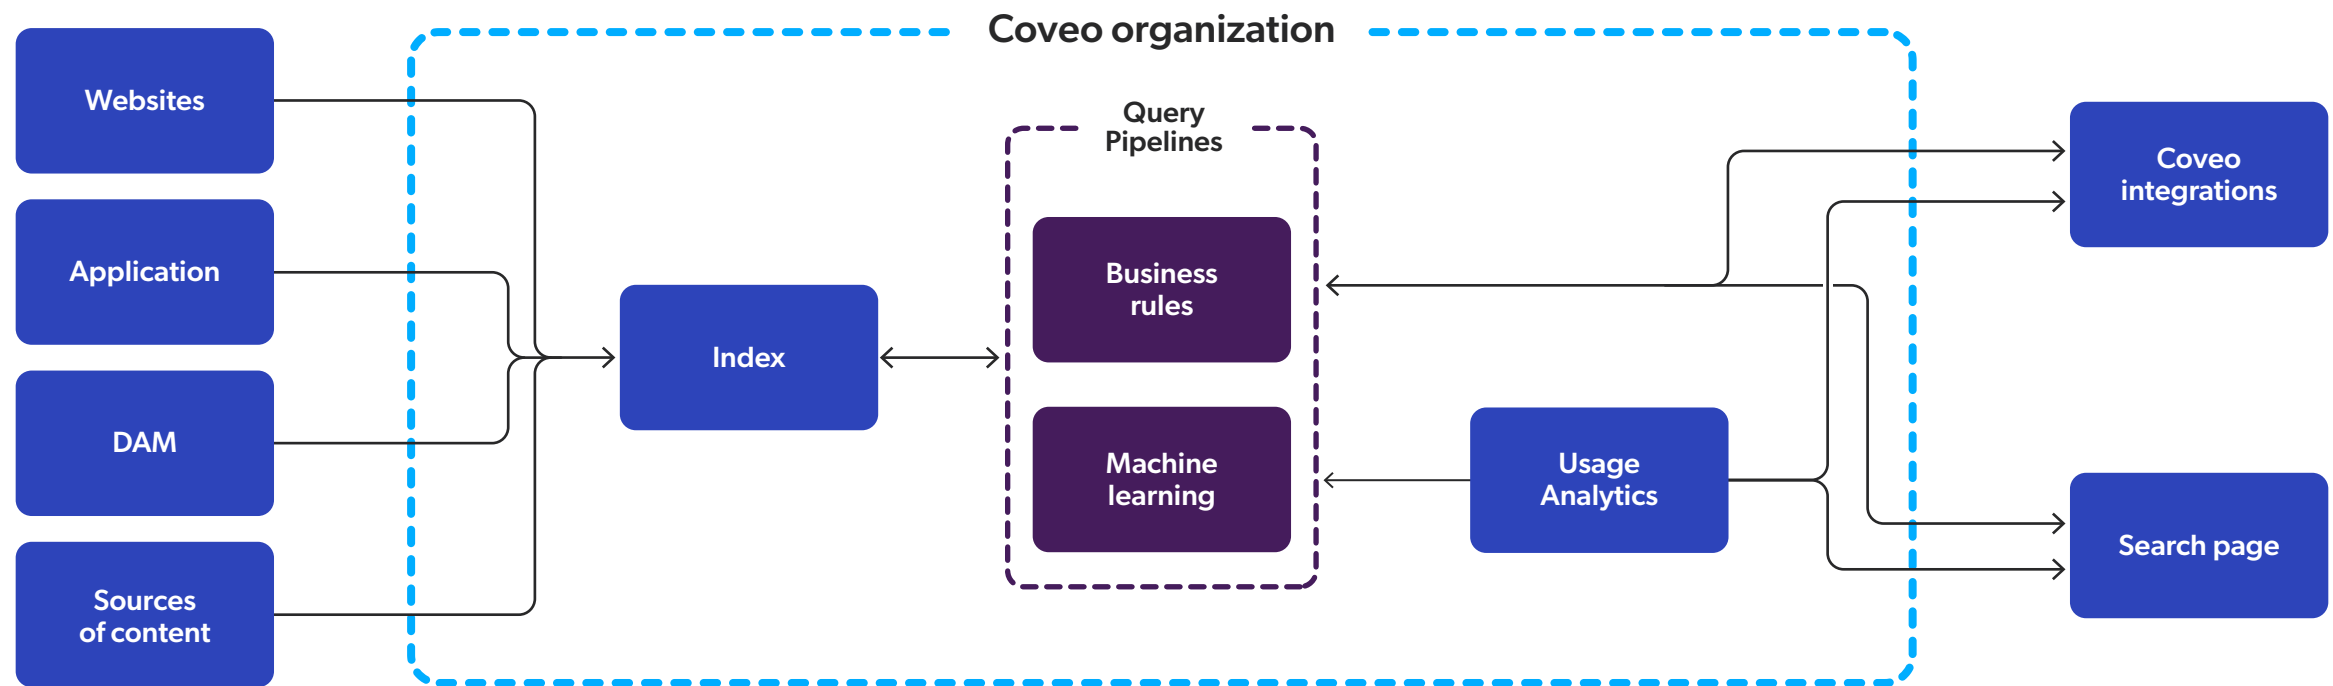 Coveo organization
Websites
Application
DAM
Sources
of content
Index
Query
Pipelines
Business
rules
Machine
learning
Usage
Analytics
Coveo
integrations
Search page